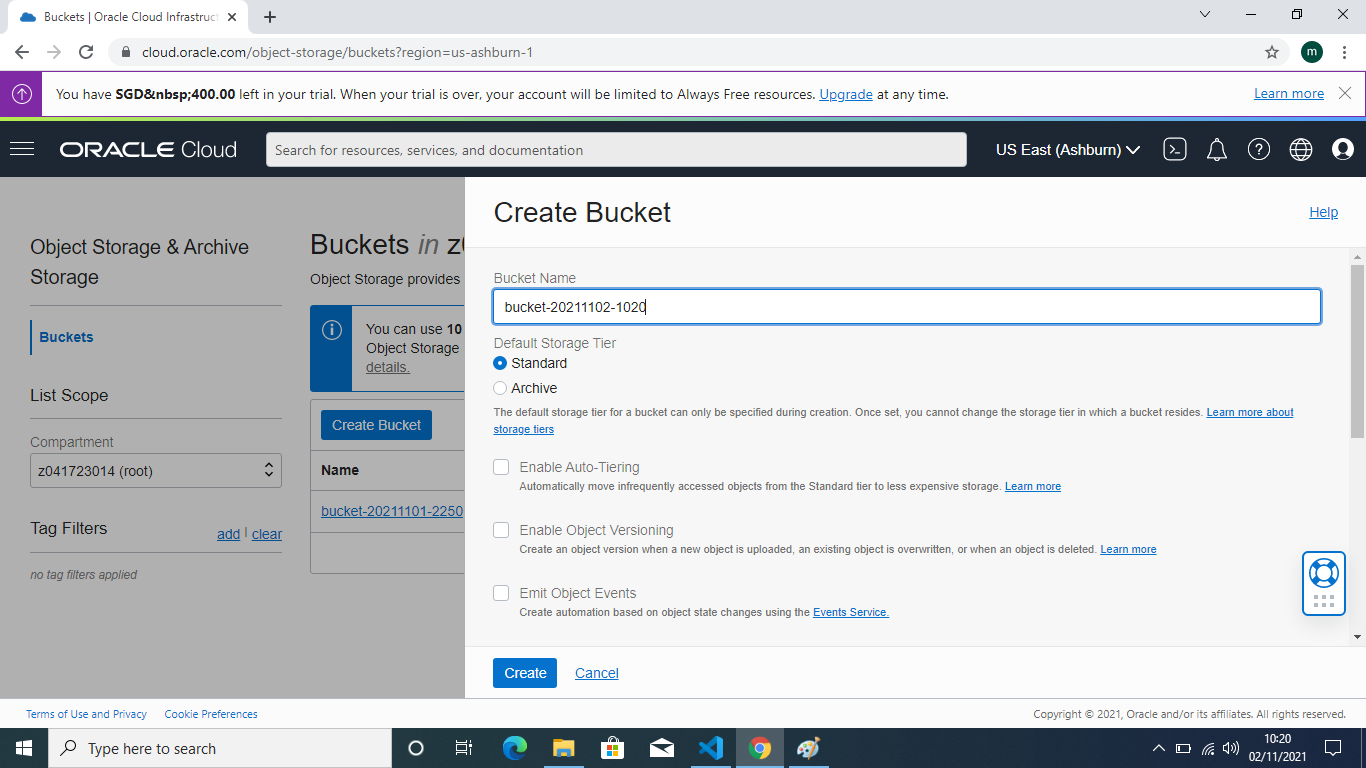 Buckets | Oracle Cloud Infrastruct
cloud.oracle.com/object-storage/buckets?region=us-ashburn-1
m
You have SGD&nbsp;400.00 left in your trial. When your trial is over, your account will be limited to Always Free resources. Upgrade at any time.
Learn more
ORACLE Cloud
Search for resources, services, and documentation
US East (Ashburn)
Object Storage & Archive
Storage
Buckets
List Scope
Compartment
z041723014 (root)
Tag Filters
add | clear
no tag filters applied
Buckets in z0
Object Storage provides
You can use 10
Object Storage
details.
Create Bucket
Name
bucket-20211101-2250
Create Bucket
Help
Bucket Name
bucket-20211102-1020
Default Storage Tier
Standard
Archive
The default storage tier for a bucket can only be specified during creation. Once set, you cannot change the storage tier in which a bucket resides. Learn more about
storage tiers
Enable Auto-Tiering
Automatically move infrequently accessed objects from the Standard tier to less expensive storage. Learn more
Enable Object Versioning
Create an object version when a new object is uploaded, an existing object is overwritten, or when an object is deleted. Learn more
Emit Object Events
Create automation based on object state changes using the Events Service.
Create
Cancel
Terms of Use and Privacy
Cookie Preferences
Copyright © 2021, Oracle and/or its affiliates. All rights reserved.
Type here to search
10:20
02/11/2021